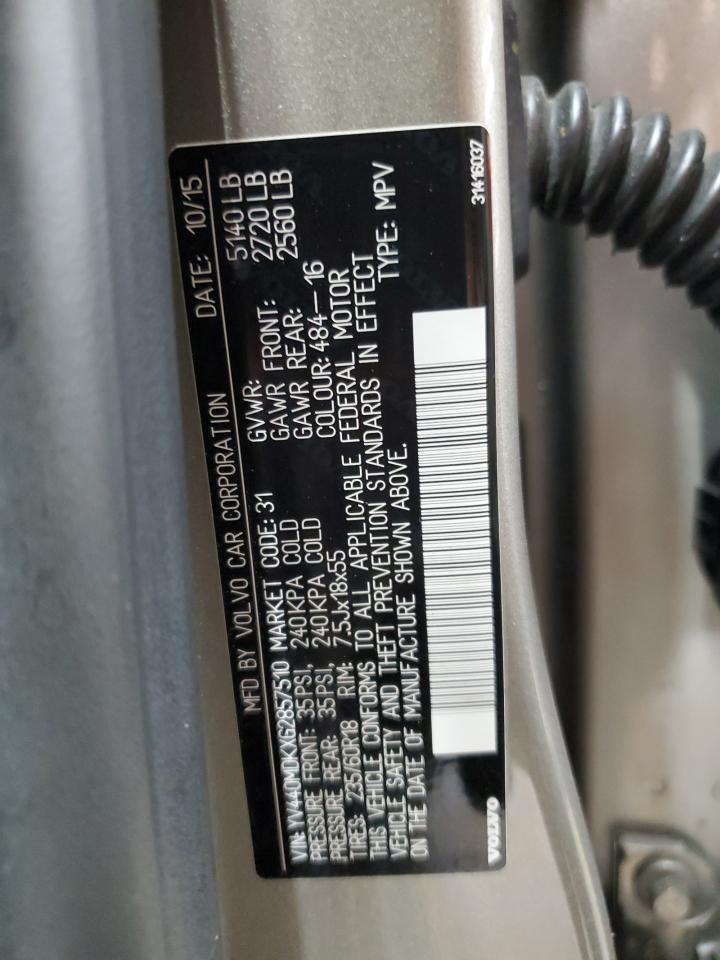 MFD BY VOLVO CAR CORPORATION DATE: 10/15
VIN: YV440MDKXG2857510 MARKET CODE: 31 GVWR: 5140 LB
PRESSURE FRONT: 35PSI, 240KPA COLD GAWR FRONT: 2720 LB
PRESSURE REAR: 35PSI, 240KPA COLD GAWR REAR: 2560 LB
TIRES: 235/60R18 RIM: 7.5Jx18x55 COLOUR: 484-16
THIS VEHICLE CONFORMS TO ALL APPLICABLE FEDERAL MOTOR
VEHICLE SAFETY AND THEFT PREVENTION STANDARDS IN EFFECT
ON THE DATE OF MANUFACTURE SHOWN ABOVE. TYPE: MPV
VOLVO 31416037